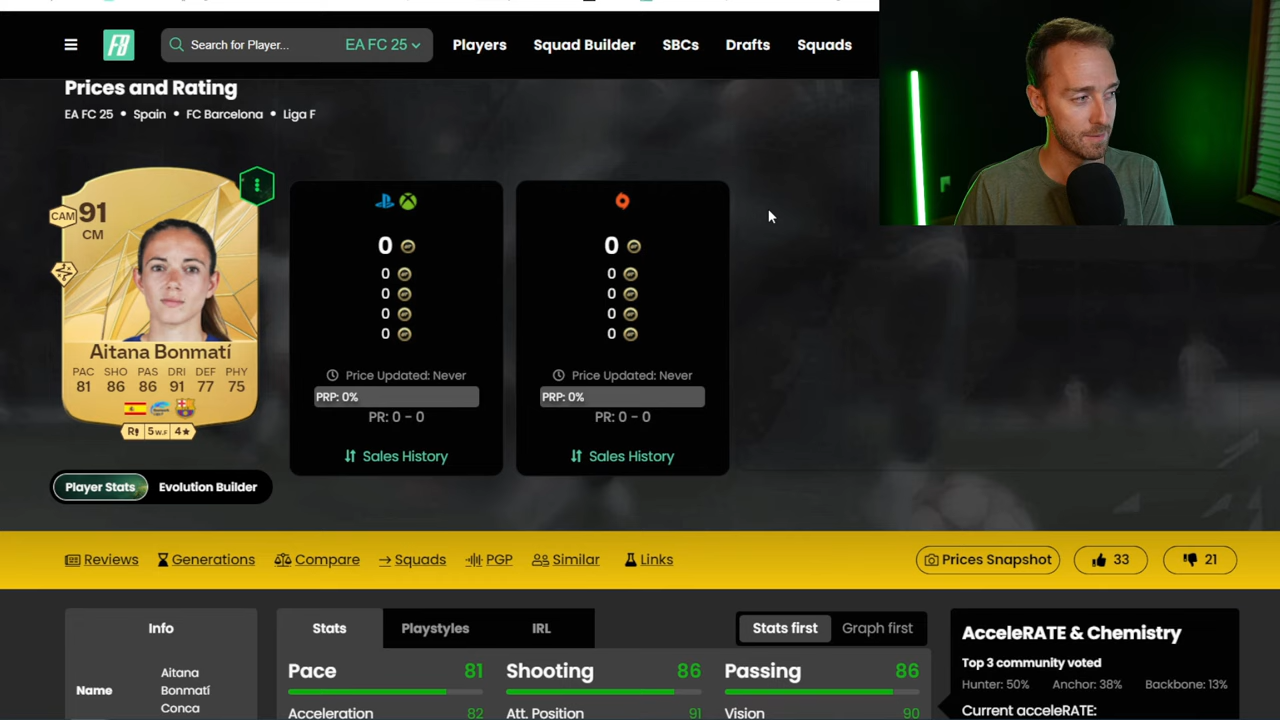 FB
Search for Player...
EA FC 25
Players
Squad Builder
SBCs
Drafts
Squads
Prices and Rating
EA FC 25 • Spain • FC Barcelona • Liga F
91
CAM
CM
Aitana Bonmatí
PAC SHO PAS DRI DEF PHY
81 86 86 91 77 75
R 5 W.F 4★
0
0
0
0
0
Price Updated: Never
PRP: 0%
PR: 0 - 0
Sales History
0
0
0
0
0
Price Updated: Never
PRP: 0%
PR: 0 - 0
Sales History
Player Stats
Evolution Builder
Reviews
Generations
Compare
Squads
PGP
Similar
Links
Prices Snapshot
33
21
Info
Name
Aitana
Bonmatí
Conca
Stats
Playstyles
IRL
Stats first
Graph first
Pace 81
Acceleration 82
Shooting 86
Att. Position 91
Passing 86
Vision 90
AcceleRATE & Chemistry
Top 3 community voted
Hunter: 50% Anchor: 38% Backbone: 13%
Current acceleRATE: